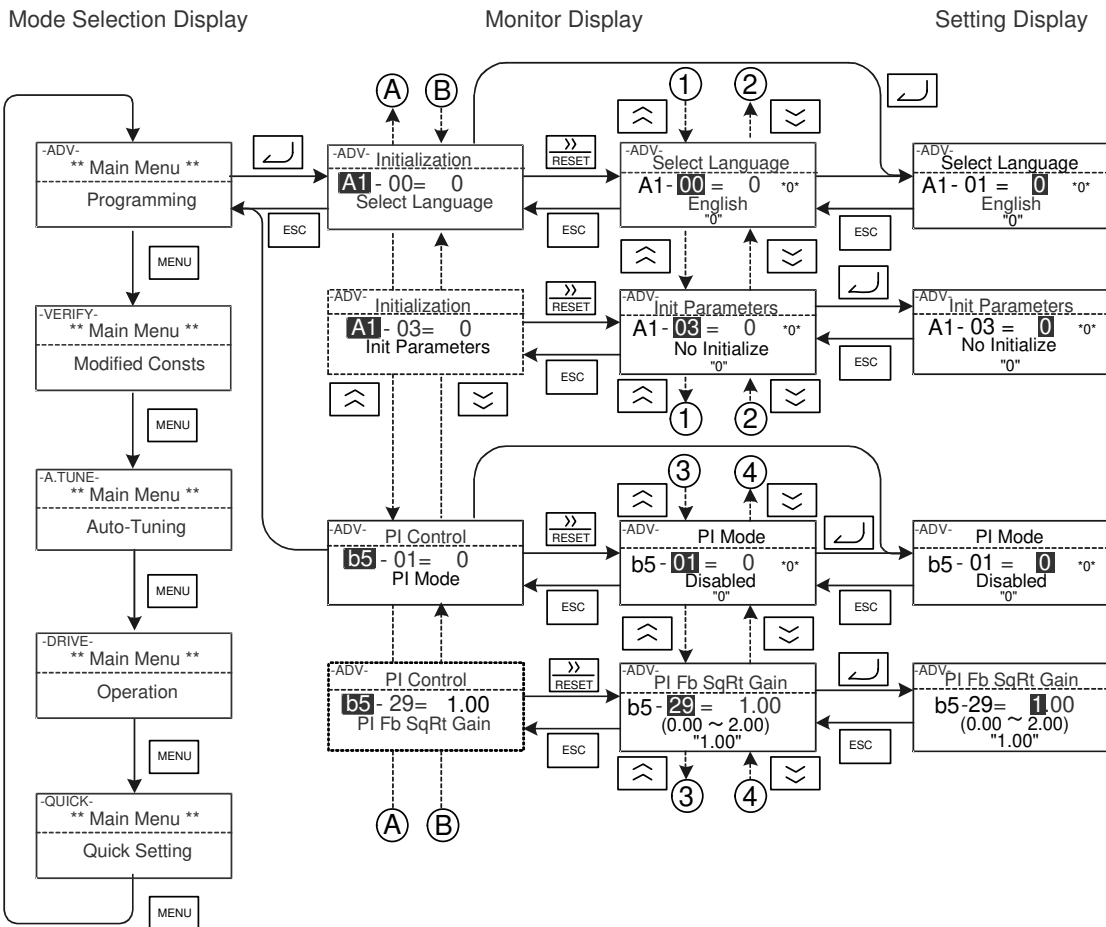 Mode Selection Display
Monitor Display
Setting Display
A
B
1
2
-ADV-
** Main Menu **
Programming
-ADV-
Initialization
A1 - 00= 0
Select Language
RESET
-ADV-
Select Language
A1- 00 = 0 *0*
English
"0"
-ADV-
Select Language
A1- 01 = 0 *0*
English
"0"
ESC
ESC
ESC
MENU
-VERIFY-
** Main Menu **
Modified Consts
-ADV-
Initialization
A1 - 03= 0
Init Parameters
RESET
-ADV-
Init Parameters
A1- 03 = 0 *0*
No Initialize
"0"
-ADV-
Init Parameters
A1- 03 = 0 *0*
No Initialize
"0"
ESC
ESC
1
2
MENU
-A.TUNE-
** Main Menu **
Auto-Tuning
3
4
-ADV-
PI Control
b5 - 01= 0
PI Mode
RESET
-ADV-
PI Mode
b5 - 01 = 0 *0*
Disabled
"0"
-ADV-
PI Mode
b5 - 01 = 0 *0*
Disabled
"0"
MENU
ESC
ESC
-DRIVE-
** Main Menu **
Operation
-ADV-
PI Control
b5 - 29= 1.00
PI Fb SqRt Gain
RESET
-ADV-
PI Fb SqRt Gain
b5 - 29 = 1.00
(0.00 ~ 2.00)
"1.00"
-ADV-
PI Fb SqRt Gain
b5-29= 1.00
(0.00 ~ 2.00)
"1.00"
MENU
ESC
ESC
3
4
A
B
-QUICK-
** Main Menu **
Quick Setting
MENU